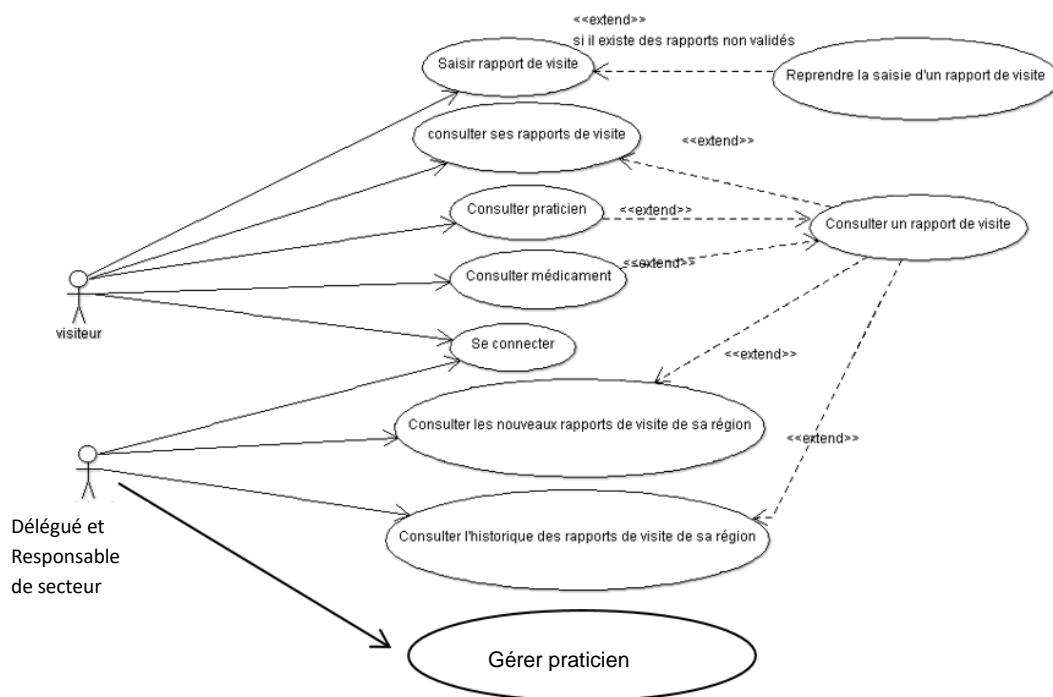 <<extend>>
si il existe des rapports non validés
Saisir rapport de visite
Reprendre la saisie d'un rapport de visite
consulter ses rapports de visite
<<extend>>
Consulter praticien
<<extend>>
Consulter un rapport de visite
Consulter médicament
<<extend>>
visiteur
Se connecter
<<extend>>
Consulter les nouveaux rapports de visite de sa région
<<extend>>
Délégué et
Responsable
de secteur
Consulter l'historique des rapports de visite de sa région
Gérer praticien